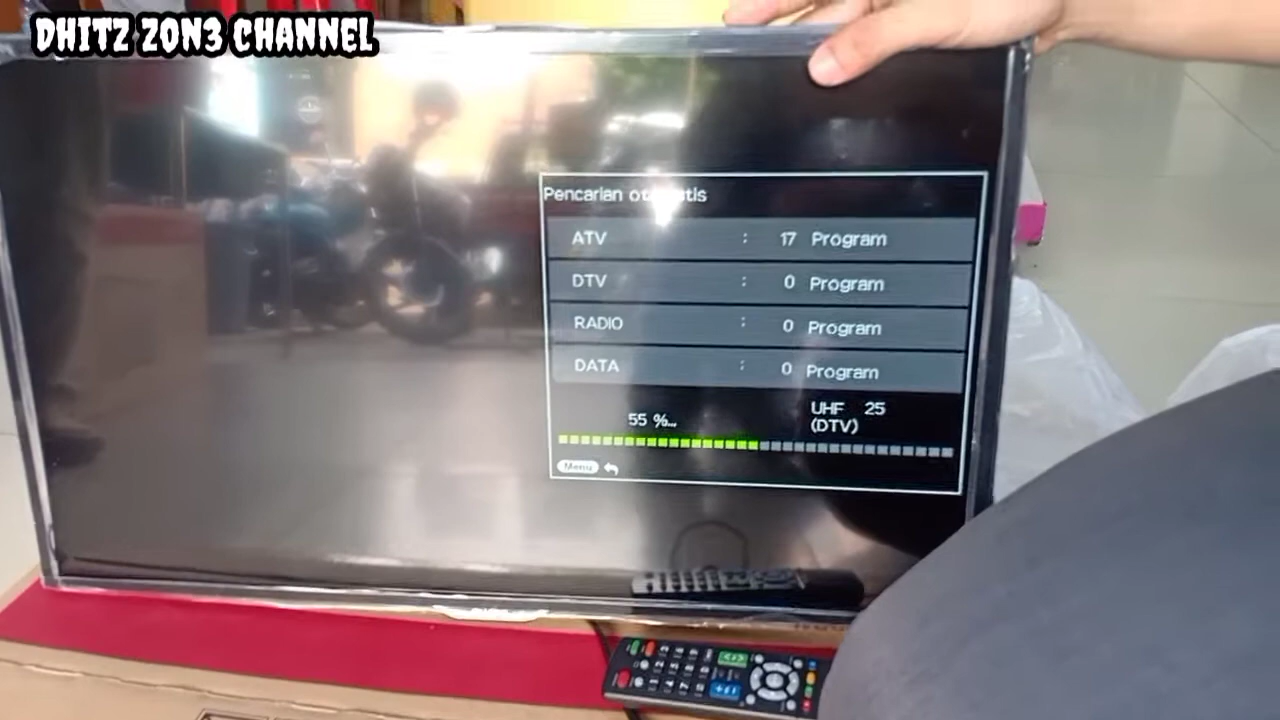 DHITZ ZON3 CHANNEL
Pencarian otomatis
ATV : 17 Program
DTV : 0 Program
RADIO : 0 Program
DATA : 0 Program
55 %... UHF 25
(DTV)
Menu